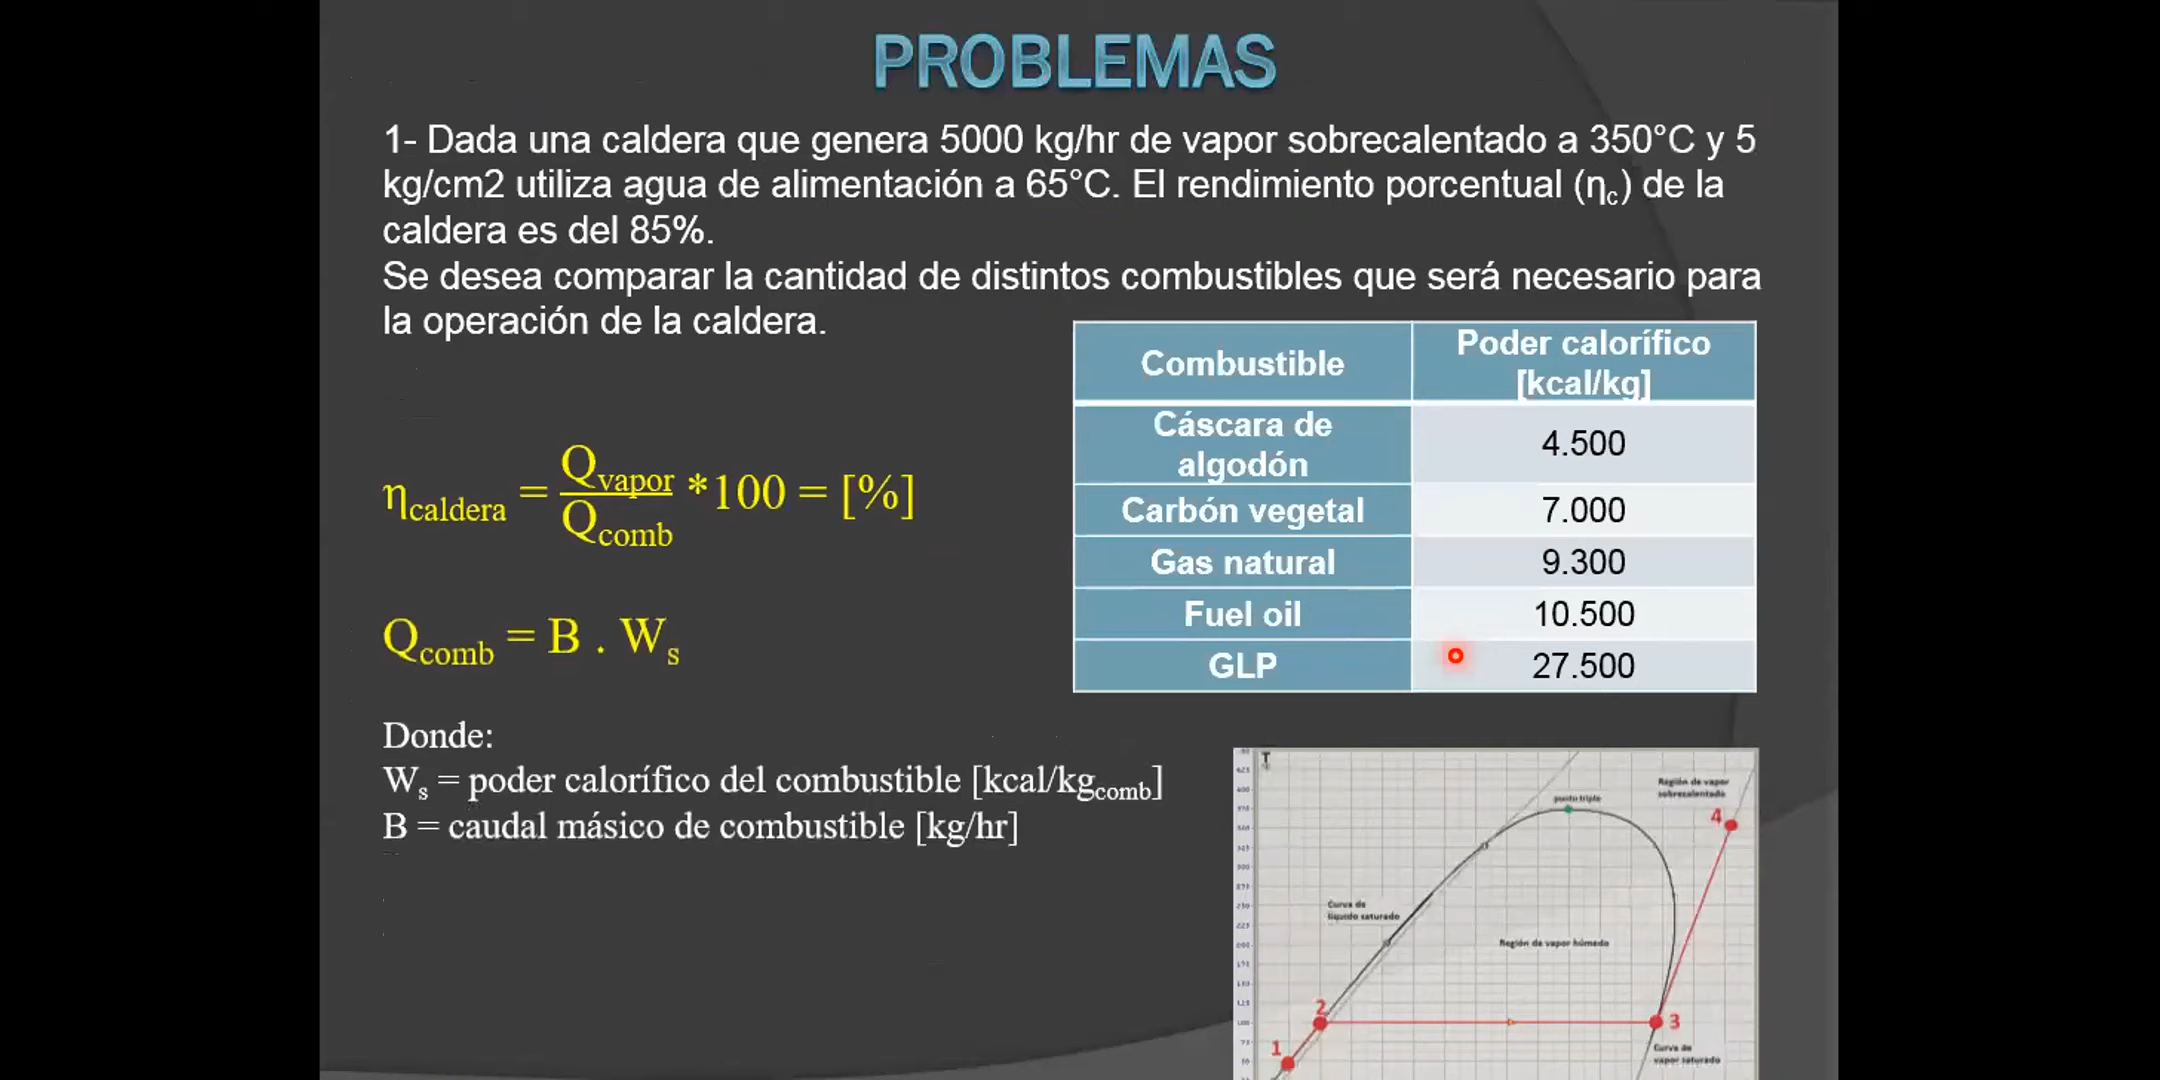 PROBLEMAS
1- Dada una caldera que genera 5000 kg/hr de vapor sobrecalentado a 350°C y 5
kg/cm2 utiliza agua de alimentación a 65°C. El rendimiento porcentual (ηc) de la
caldera es del 85%.
Se desea comparar la cantidad de distintos combustibles que será necesario para
la operación de la caldera.
Combustible Poder calorífico
[kcal/kg]
Cáscara de
algodón 4.500
Carbón vegetal 7.000
Gas natural 9.300
Fuel oil 10.500
GLP 27.500
ηcaldera = Qvapor / Qcomb *100 = [%]
Qcomb = B . Ws
Donde:
Ws = poder calorífico del combustible [kcal/kgcomb]
B = caudal másico de combustible [kg/hr]
T
Región de vapor
sobrecalentado
punto triple
4
Curva de
líquido saturado
Región de vapor húmedo
2
3
1
Curva de
vapor saturado